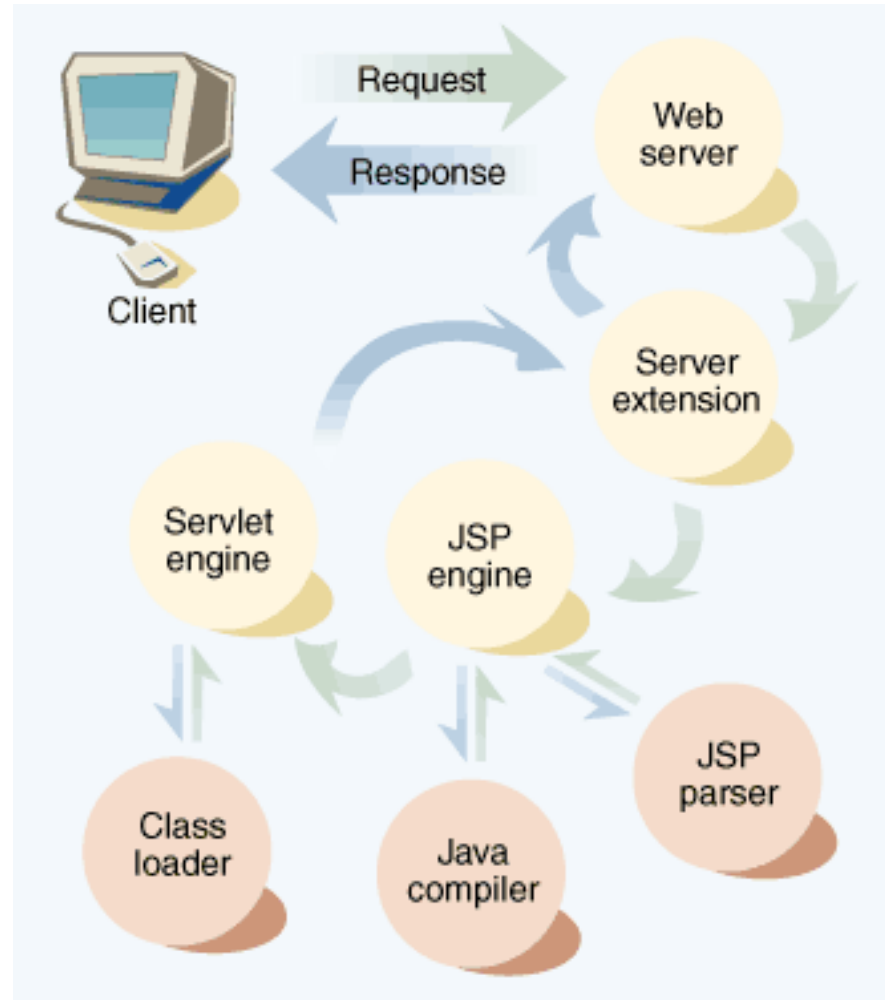 Request
Response
Client
Web
server
Server
extension
Servlet
engine
JSP
engine
Class
loader
Java
compiler
JSP
parser